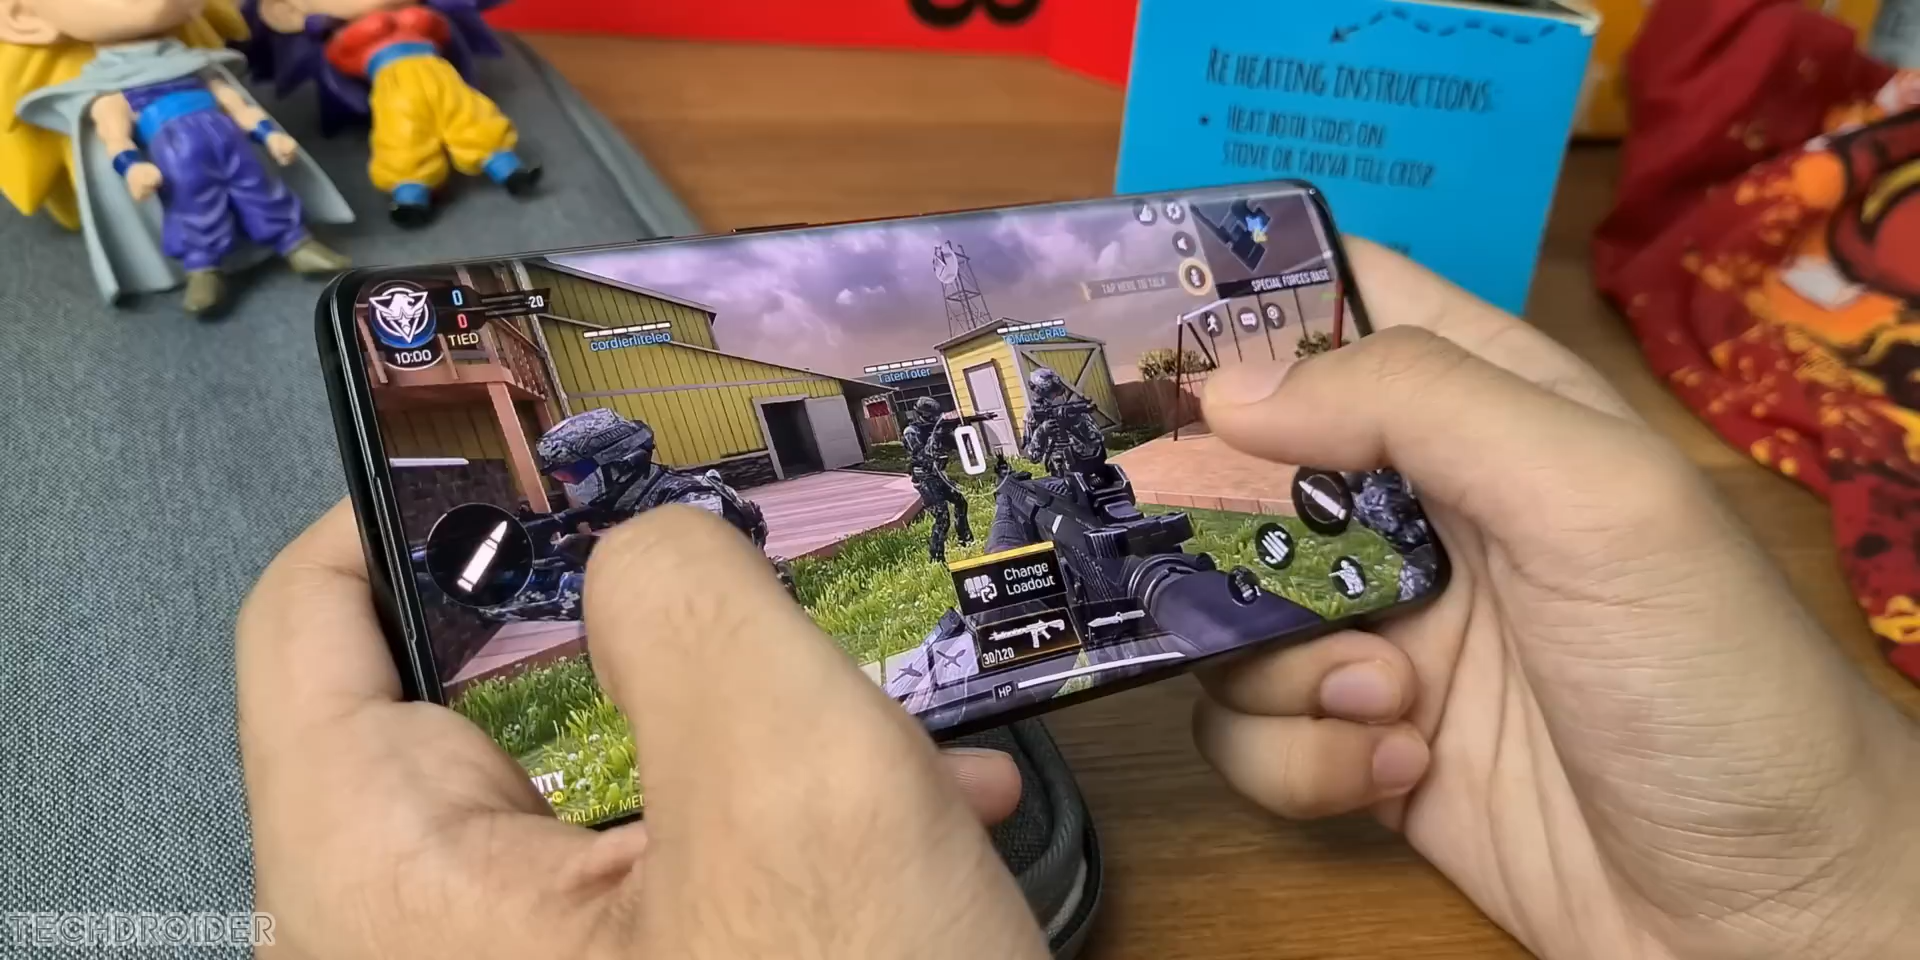 RE HEATING INSTRUCTIONS:
• HEAT BOTH SIDES ON
STOVE OR TAVVA TILL CRISP
0
20
0
TIED
10:00
cordierliteleo
TaterToter
TAP HERE TO TALK
SPECIAL FORCES BASE
0
Change
Loadout
30/120
HP
TECHDROIDER